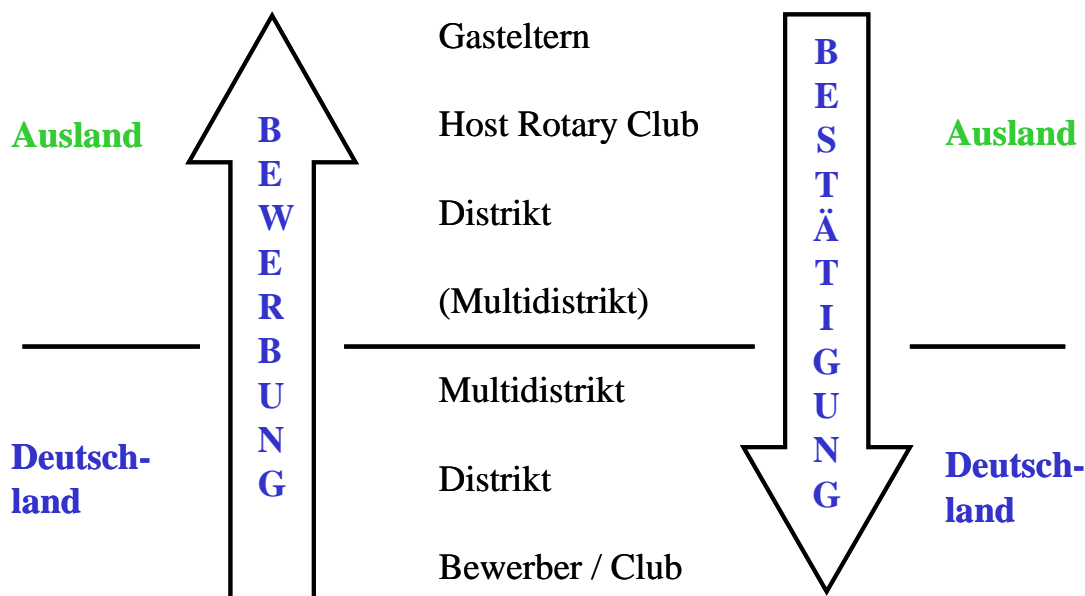 Gasteltern
Ausland
BEWERBUNG
Host Rotary Club
BESTÄTIGUNG
Ausland
Distrikt
(Multidistrikt)
Multidistrikt
Deutsch-
land
Distrikt
Deutsch-
land
Bewerber / Club